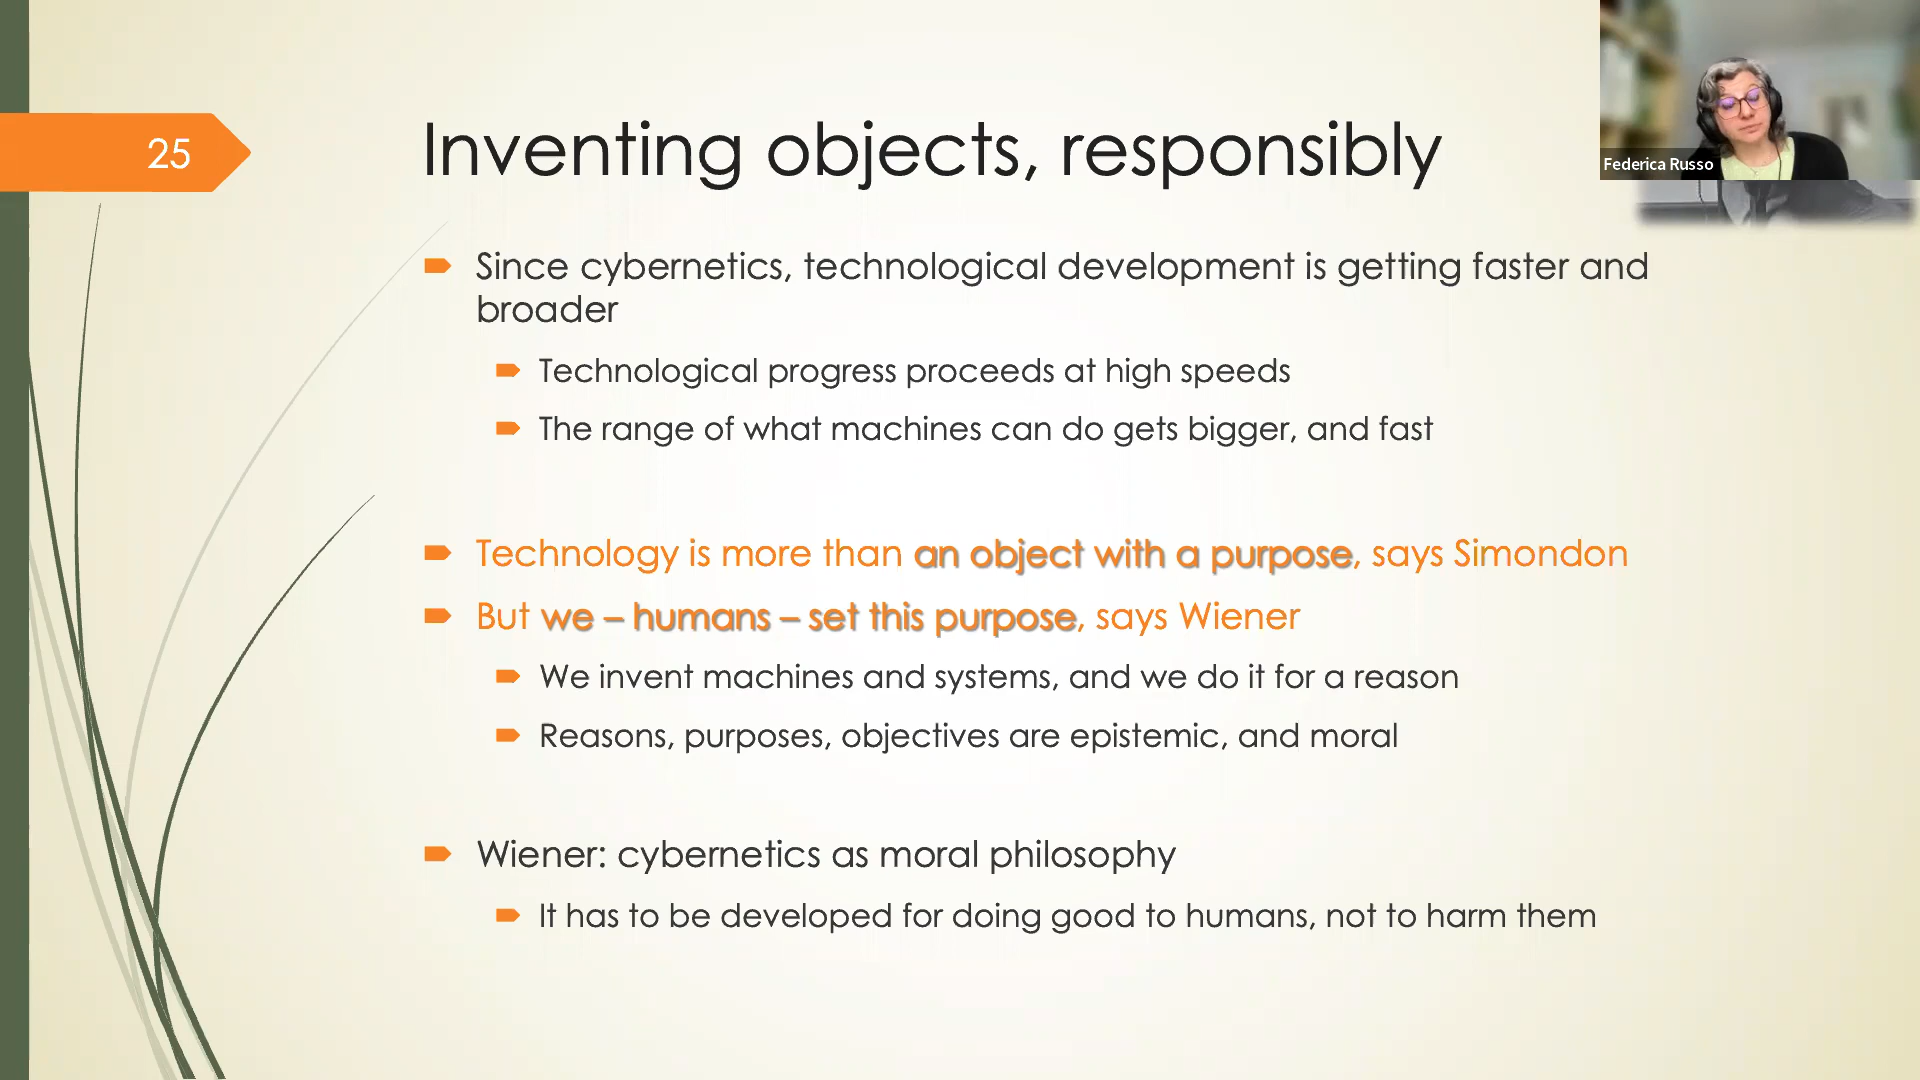 25
Inventing objects, responsibly
Federica Russo
Since cybernetics, technological development is getting faster and
broader
Technological progress proceeds at high speeds
The range of what machines can do gets bigger, and fast
Technology is more than an object with a purpose, says Simondon
But we – humans – set this purpose, says Wiener
We invent machines and systems, and we do it for a reason
Reasons, purposes, objectives are epistemic, and moral
Wiener: cybernetics as moral philosophy
It has to be developed for doing good to humans, not to harm them